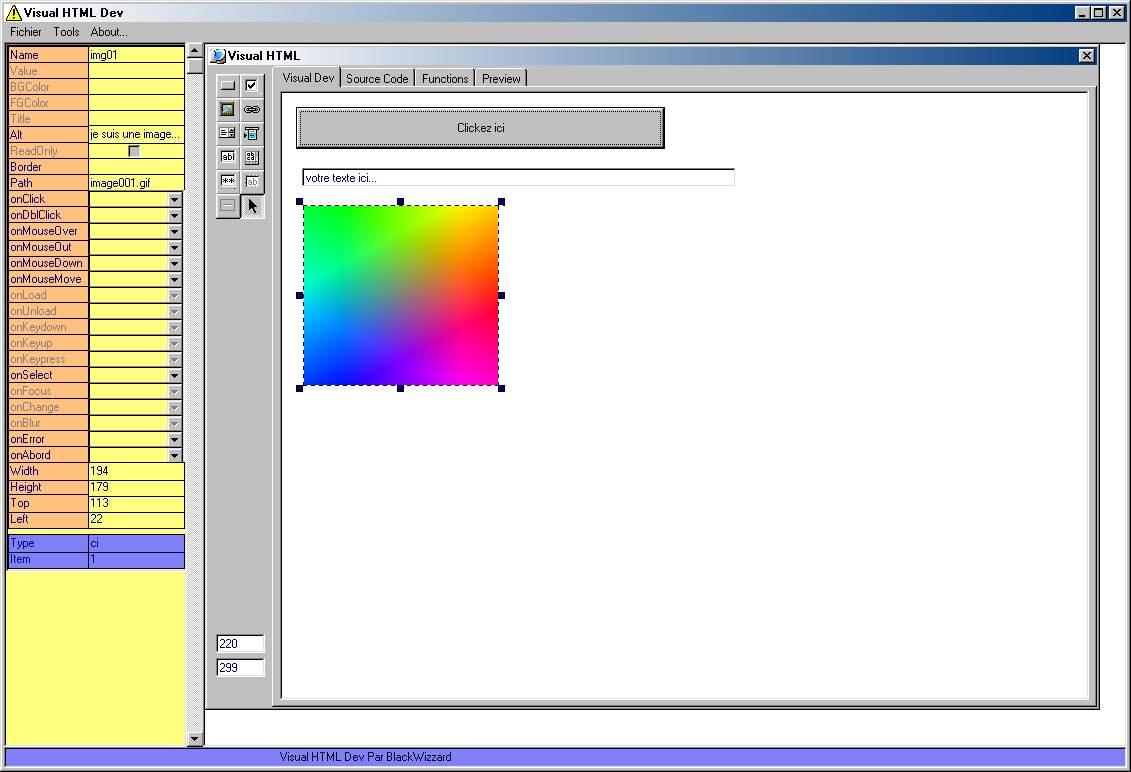 Visual HTML Dev
Fichier Tools About...
Name img01
Value
BGColor
FGColor
Title
Alt je suis une image...
ReadOnly
Border
Path image001.gif
onClick
onDblClick
onMouseOver
onMouseOut
onMouseDown
onMouseMove
onLoad
onUnload
onKeydown
onKeyup
onKeypress
onSelect
onFocus
onChange
onBlur
onError
onAbord
Width 194
Height 179
Top 113
Left 22
Type ci
Item 1
Visual HTML
Visual Dev Source Code Functions Preview
abl
**
ab
220
299
Clickez ici
votre texte ici...
Visual HTML Dev Par BlackWizzard